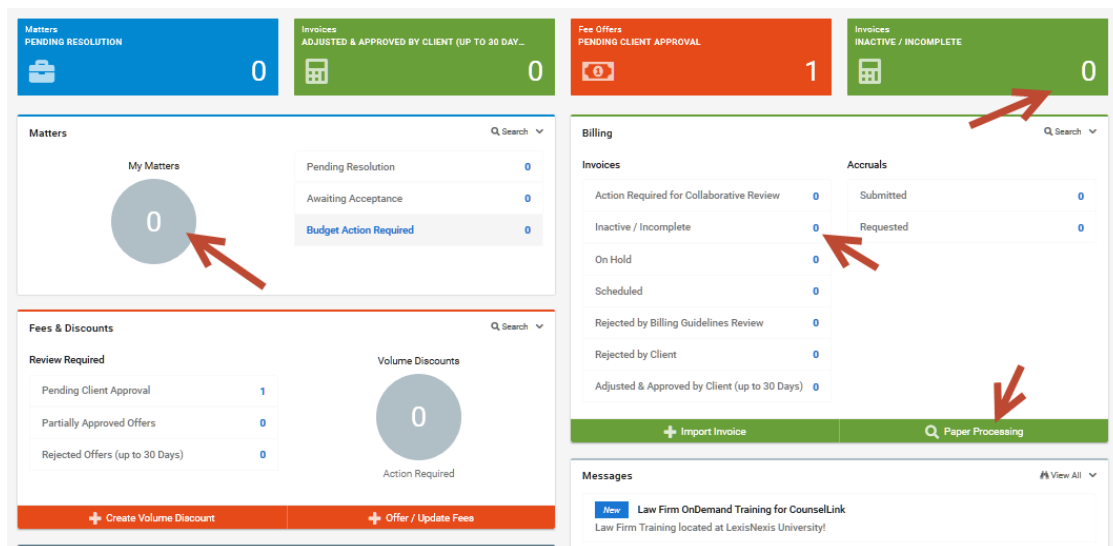 Matters
PENDING RESOLUTION
0
Invoices
ADJUSTED & APPROVED BY CLIENT (UP TO 30 DAY...
0
Fee Offers
PENDING CLIENT APPROVAL
1
Invoices
INACTIVE / INCOMPLETE
0
Matters
Search
My Matters
0
Pending Resolution 0
Awaiting Acceptance 0
Budget Action Required 0
Fees & Discounts
Search
Review Required
Pending Client Approval 1
Partially Approved Offers 0
Rejected Offers (up to 30 Days) 0
Volume Discounts
0
Action Required
Create Volume Discount
Offer / Update Fees
Billing
Search
Invoices
Action Required for Collaborative Review 0
Inactive / Incomplete 0
On Hold 0
Scheduled 0
Rejected by Billing Guidelines Review 0
Rejected by Client 0
Adjusted & Approved by Client (up to 30 Days) 0
Accruals
Submitted 0
Requested 0
Import Invoice
Paper Processing
Messages
View All
New Law Firm OnDemand Training for CounselLink
Law Firm Training located at LexisNexis University!